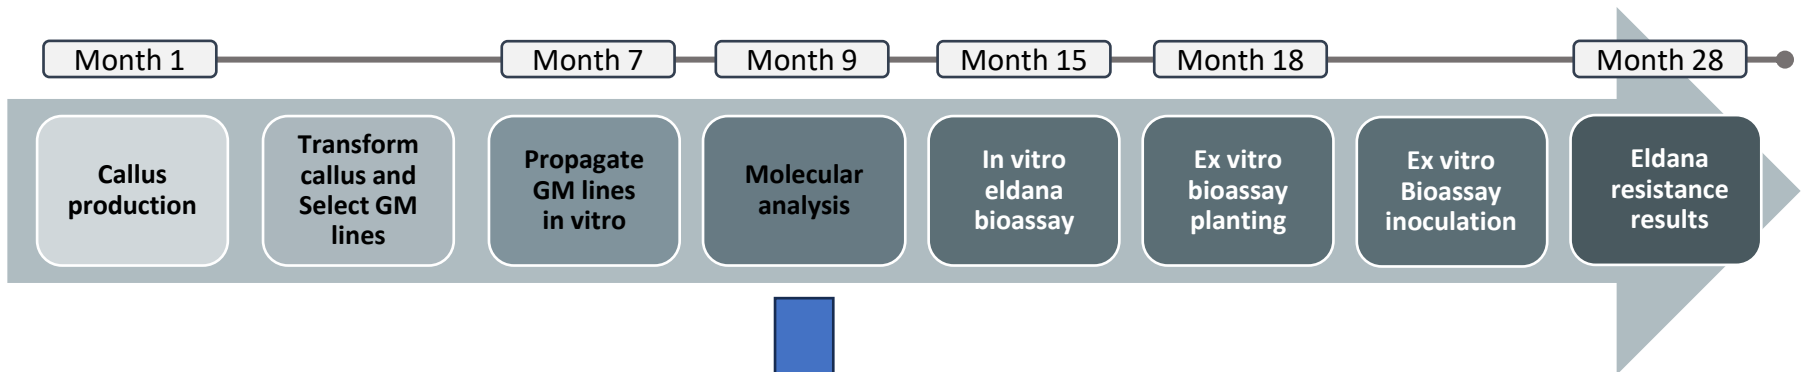 Month 1
Month 7
Month 9
Month 15
Month 18
Month 28
Callus
production
Transform
callus and
Select GM
lines
Propagate
GM lines
in vitro
Molecular
analysis
In vitro
eldana
bioassay
Ex vitro
bioassay
planting
Ex vitro
Bioassay
inoculation
Eldana
resistance
results